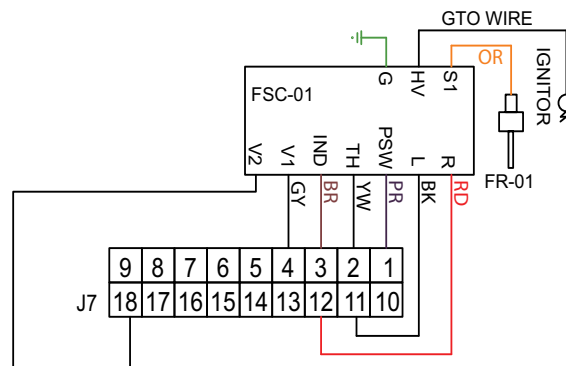 GTO WIRE
OR
IGNITOR
G
HV
S1
FSC-01
V2
V1
IND
TH
PSW
L
R
FR-01
GY
BR
YW
PR
BK
RD
9 8 7 6 5 4 3 2 1
J7
18 17 16 15 14 13 12 11 10